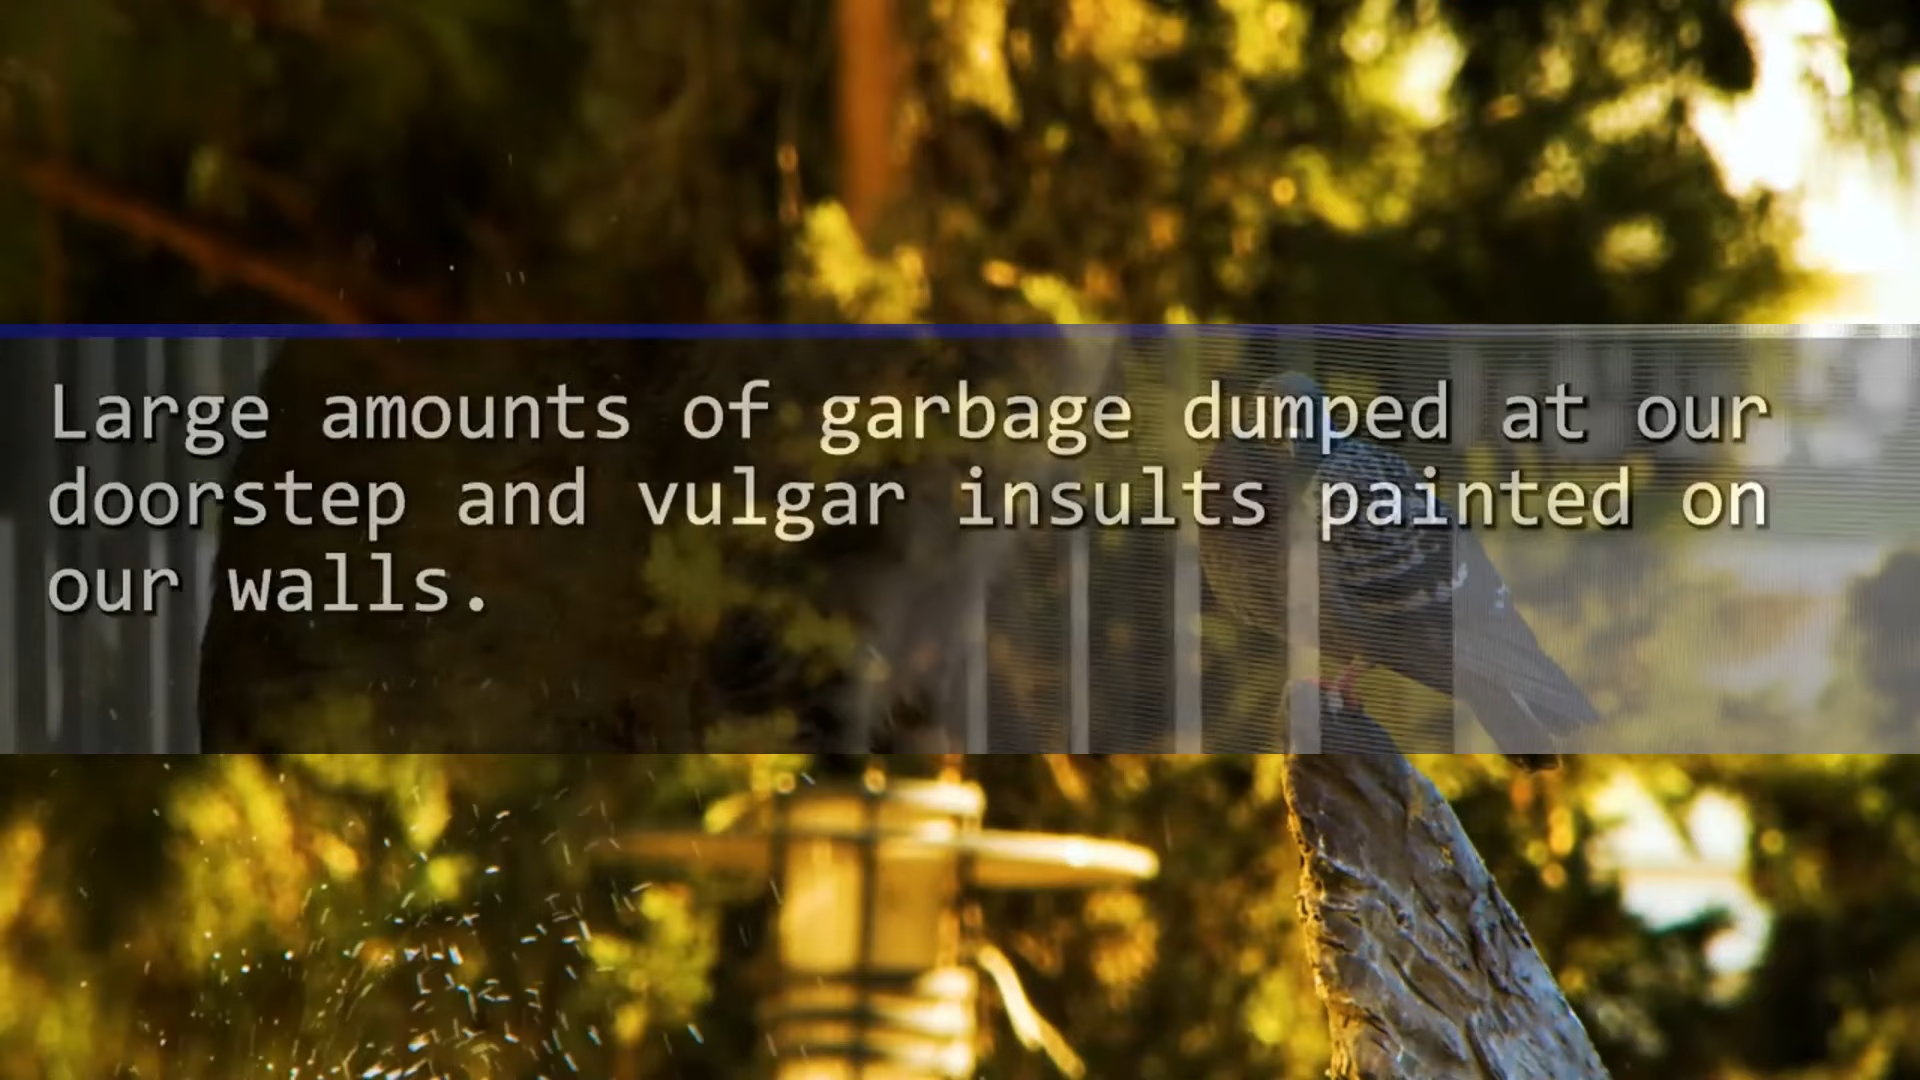 Large amounts of garbage dumped at our
doorstep and vulgar insults painted on
our walls.